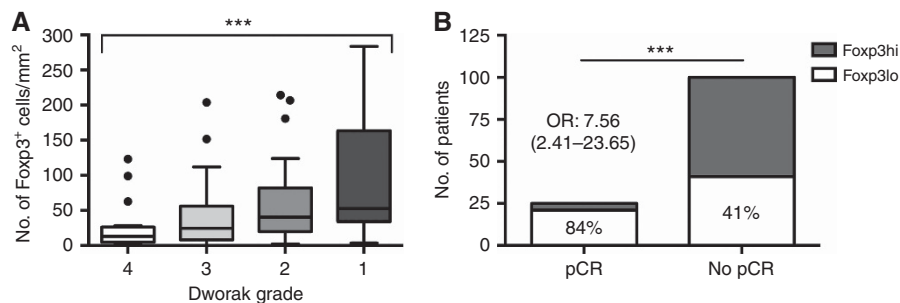 A
***
No. of Foxp3+ cells/mm2
300
250
200
150
100
50
0
4 3 2 1
Dworak grade
B
***
No. of patients
125
100
75
50
25
0
OR: 7.56
(2.41–23.65)
84%
41%
pCR No pCR
Foxp3hi
Foxp3lo